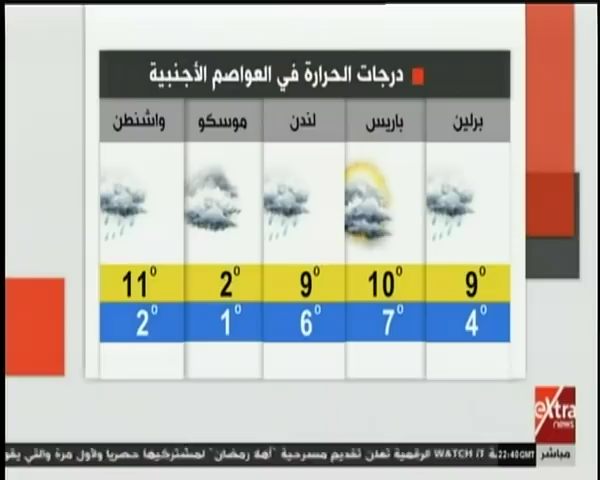 درجات الحرارة في العواصم الأجنبية
برلين باريس لندن موسكو واشنطن
9° 10° 9° 2° 11°
4° 7° 6° 1° 2°
eXtra
news
مباشر
22:40GMT
ة WATCH iT الرقمية تعلن تقديم مسرحية "أهلا رمضان" لمشتركيها حصريا ولأول مرة والتي يقو